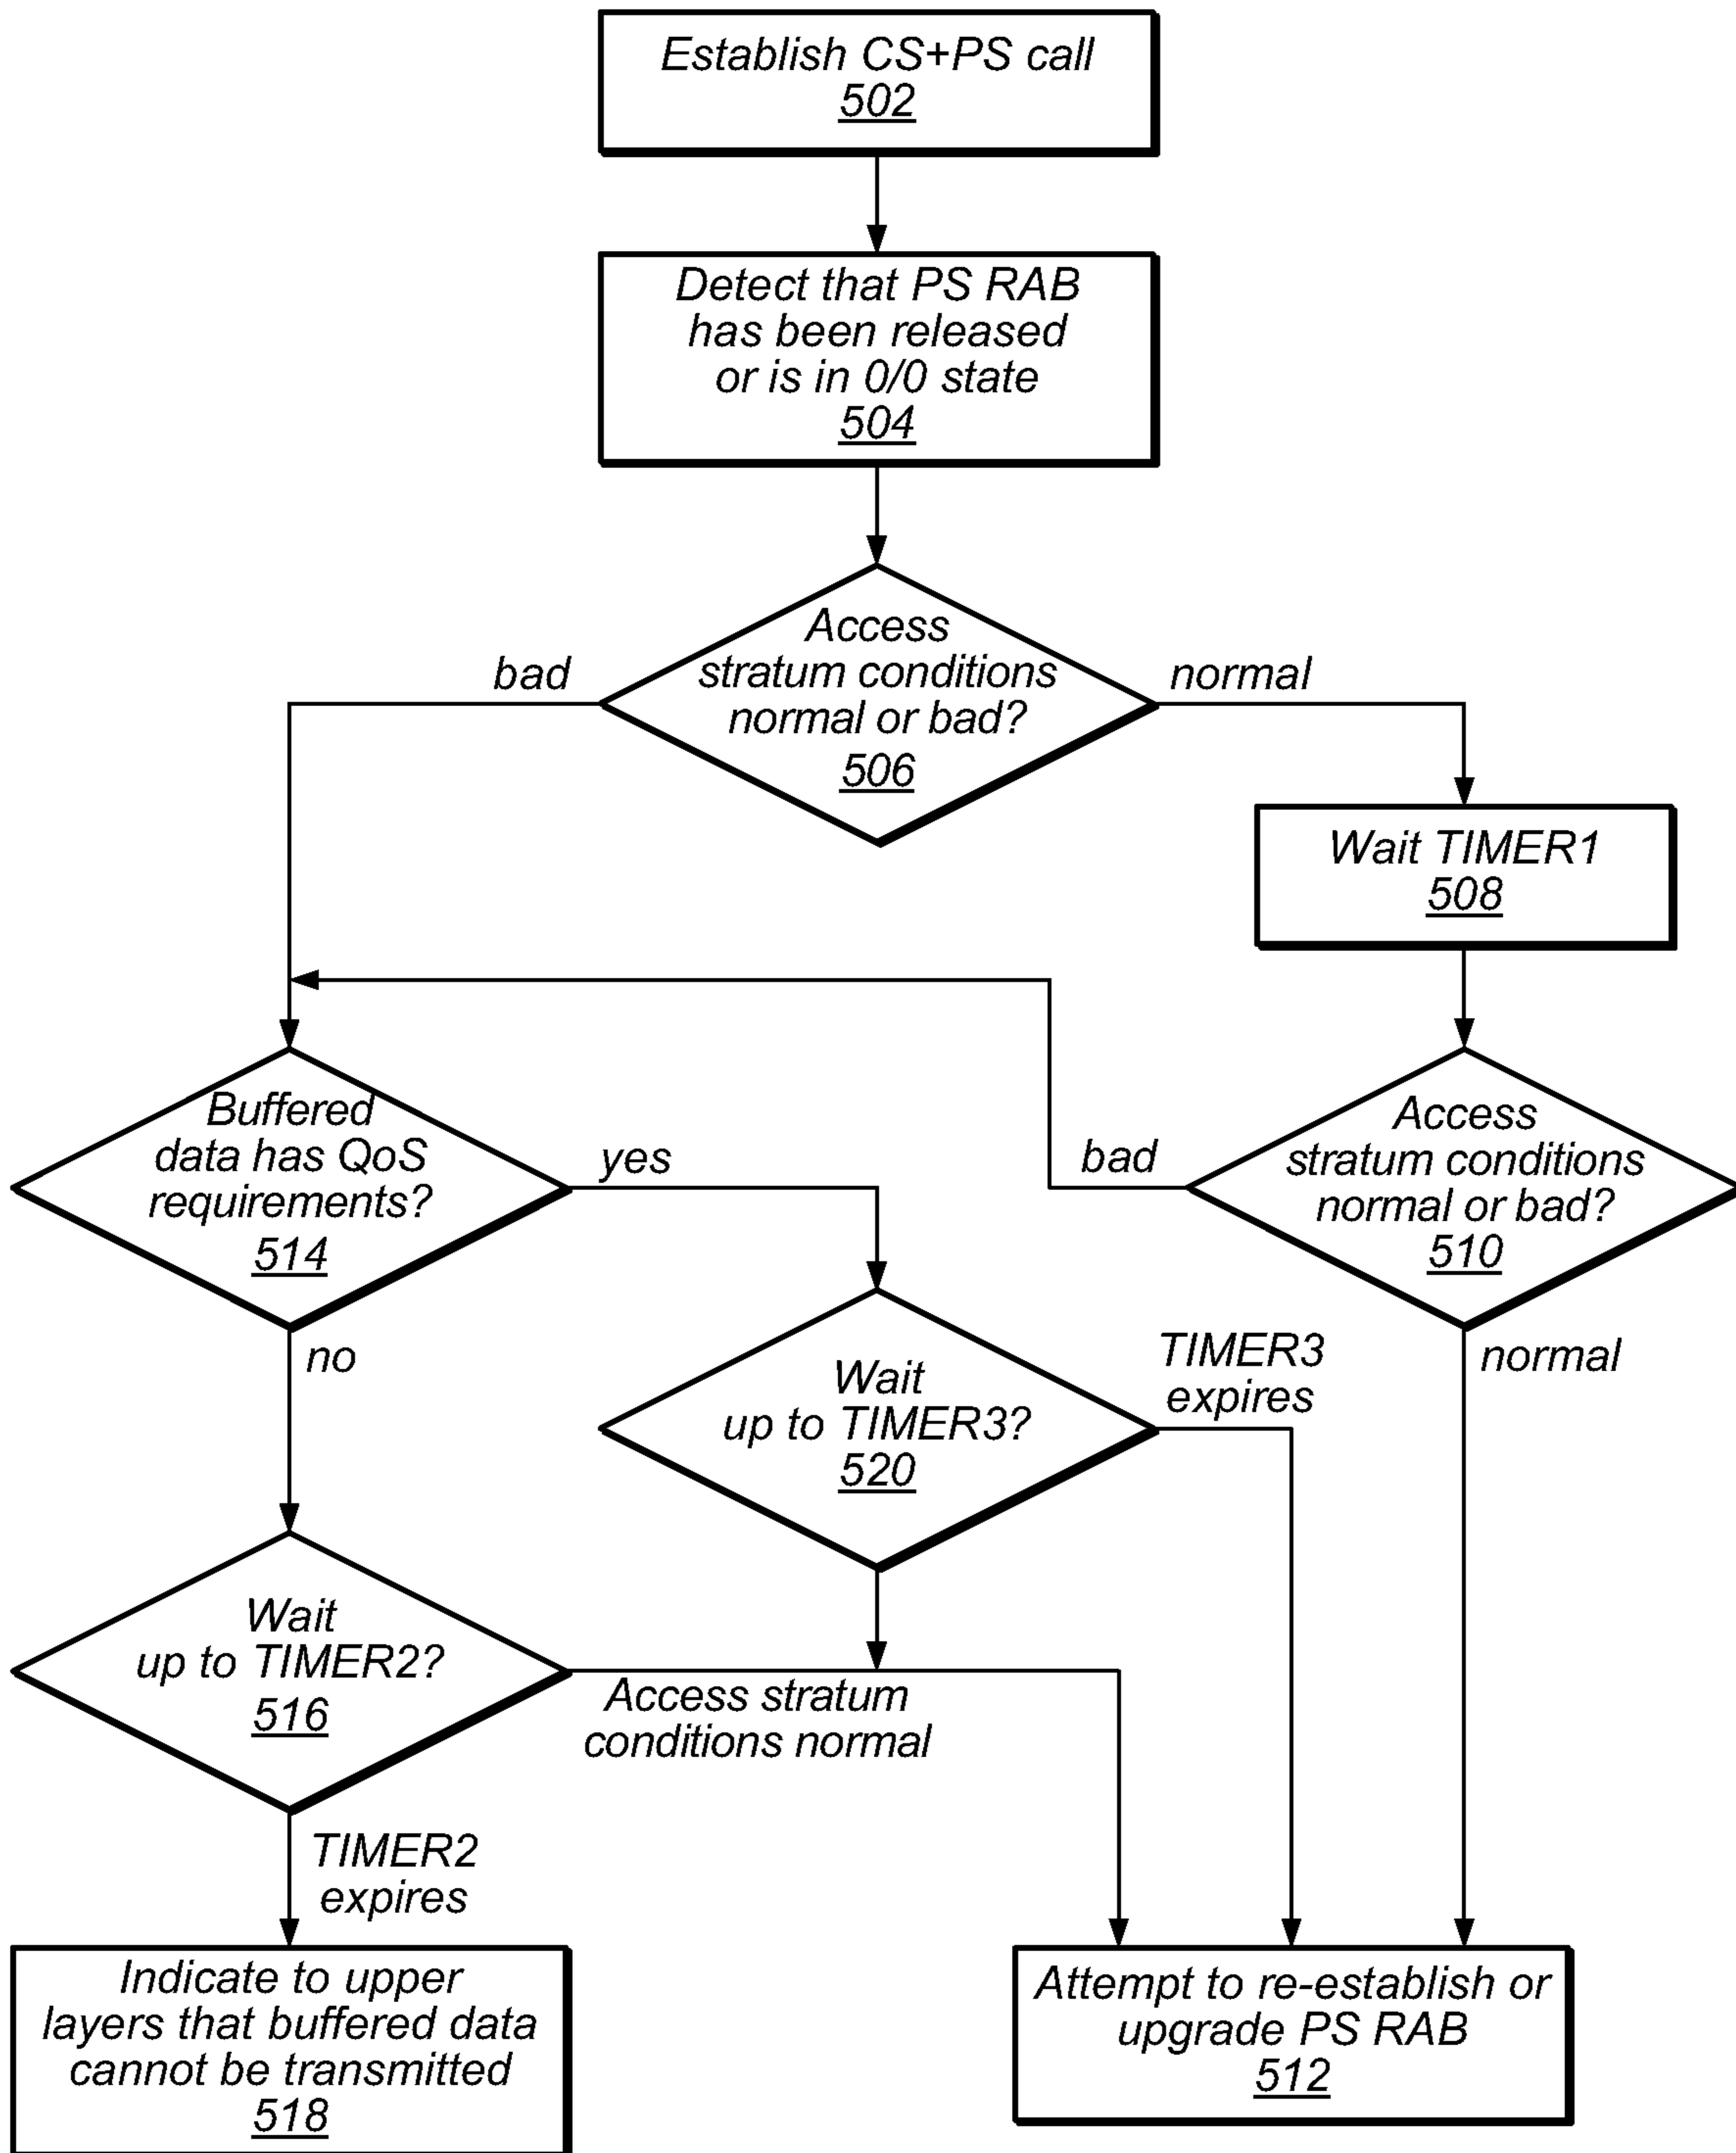 Establish CS+PS call
502
Detect that PS RAB
has been released
or is in 0/0 state
504
Access
stratum conditions
normal or bad?
506
bad
normal
Wait TIMER1
508
Buffered
data has QoS
requirements?
514
yes
bad
Access
stratum conditions
normal or bad?
510
no
Wait
up to TIMER3?
520
TIMER3
expires
normal
Wait
up to TIMER2?
516
Access stratum
conditions normal
TIMER2
expires
Indicate to upper
layers that buffered data
cannot be transmitted
518
Attempt to re-establish or
upgrade PS RAB
512